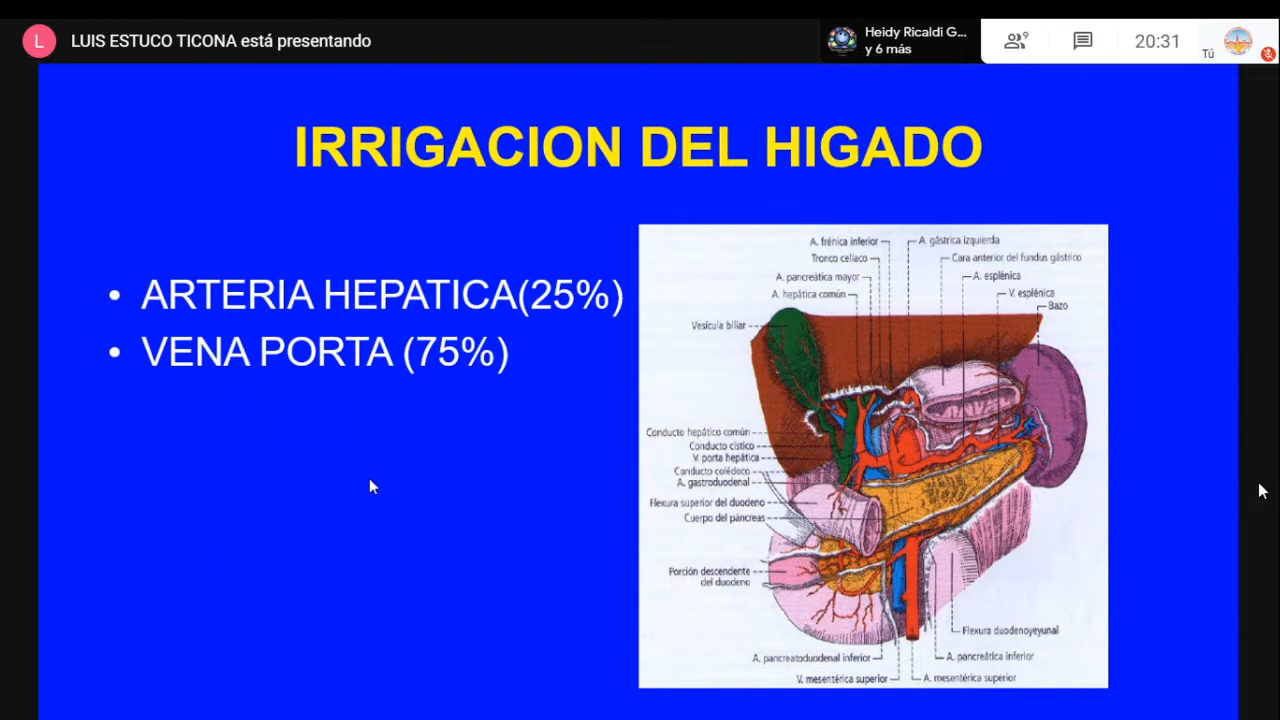 L
LUIS ESTUCO TICONA está presentando
Heidy Ricaldi G...
y 6 más
9
20:31
Tú
IRRIGACION DEL HIGADO
• ARTERIA HEPATICA(25%)
• VENA PORTA (75%)
A. frénica inferior
A. gástrica izquierda
Tronco celíaco
Cara anterior del fundus gástrico
A. pancreática mayor
A. esplénica
A. hepática común
V. esplénica
Bazo
Vesícula biliar
Conducto hepático común
Conducto cístico
V. porta hepática
Conducto colédoco
A. gastroduodenal
Flexura superior del duodeno
Cuerpo del páncreas
Porción descendente
del duodeno
Flexura duodenoyeyunal
A. pancreatoduodenal inferior
A. pancreática inferior
V. mesentérica superior
A. mesentérica superior